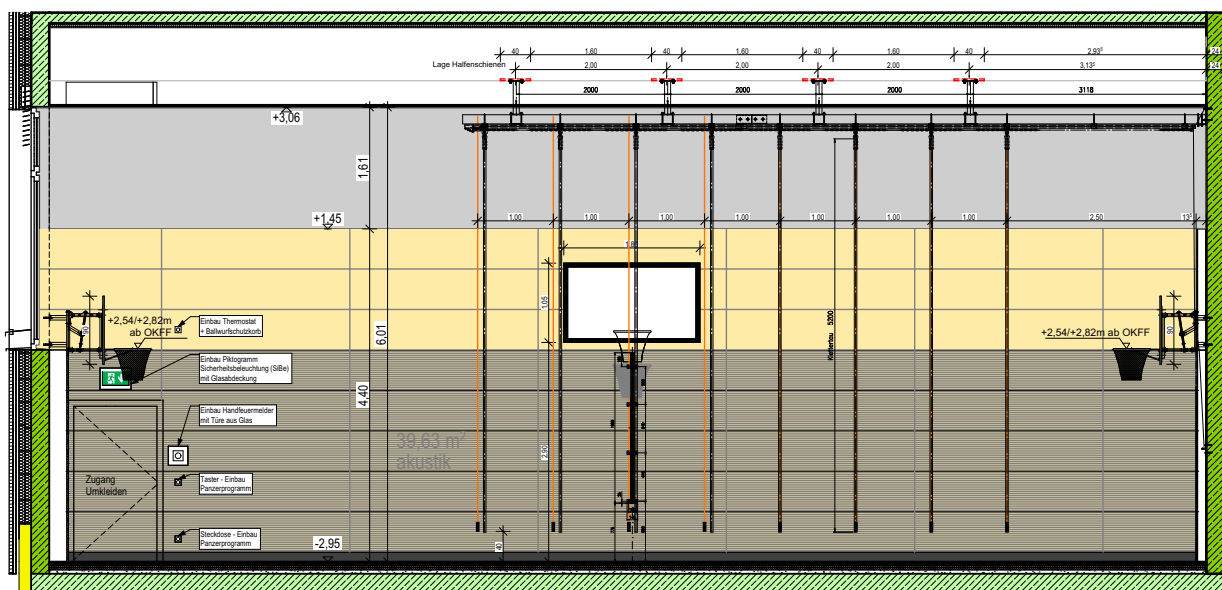 40
1.60
40
1.60
40
1.60
40
2.93⁵
24
Lage Halfenschienen
2,00
2,00
2,00
3,13⁵
24
2000
2000
2000
3118
+3,06
1,61
+1,45
1,00
1,00
1,00
1,00
1,00
1,00
1,00
2,50
13⁵
1,80
1,05
Klettertau 5200
6,01
90
+2,54/+2,82m
ab OKFF
Einbau Thermostat
+ Ballwurfschutzkorb
+2,54/+2,82m ab OKFF
90
Einbau Piktogramm
Sicherheitsbeleuchtung (SiBe)
mit Glasabdeckung
4,40
Einbau Handfeuermelder
mit Türe aus Glas
39,63 m²
akustik
2,90
Zugang
Umkleiden
Taster - Einbau
Panzerprogramm
Steckdose - Einbau
Panzerprogramm
-2,95
40